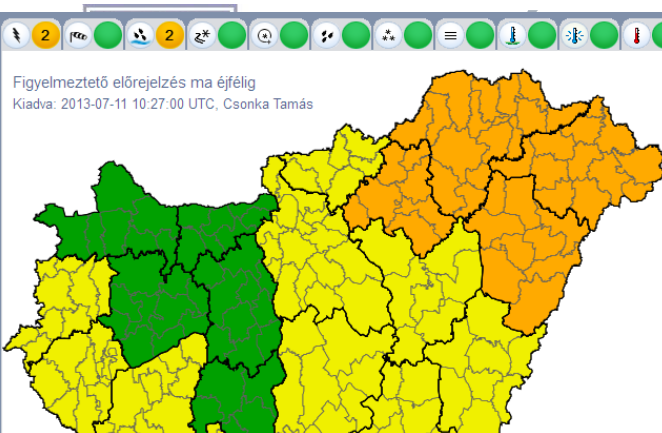 2 2
Figyelmeztető előrejelzés ma éjfélig
Kiadva: 2013-07-11 10:27:00 UTC, Csonka Tamás